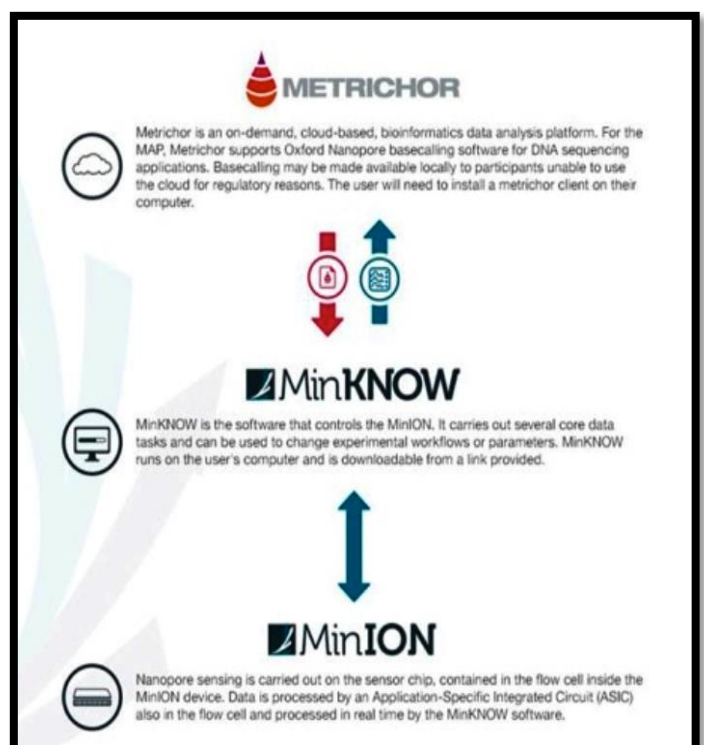 METRICHOR
Metrichor is an on-demand, cloud-based, bioinformatics data analysis platform. For the
MAP, Metrichor supports Oxford Nanopore basecalling software for DNA sequencing
applications. Basecalling may be made available locally to participants unable to use
the cloud for regulatory reasons. The user will need to install a metrichor client on their
computer.
MinKNOW
MinKNOW is the software that controls the MinION. It carries out several core data
tasks and can be used to change experimental workflows or parameters. MinKNOW
runs on the user's computer and is downloadable from a link provided.
MinION
Nanopore sensing is carried out on the sensor chip, contained in the flow cell inside the
MinION device. Data is processed by an Application-Specific Integrated Circuit (ASIC)
also in the flow cell and processed in real time by the MinKNOW software.